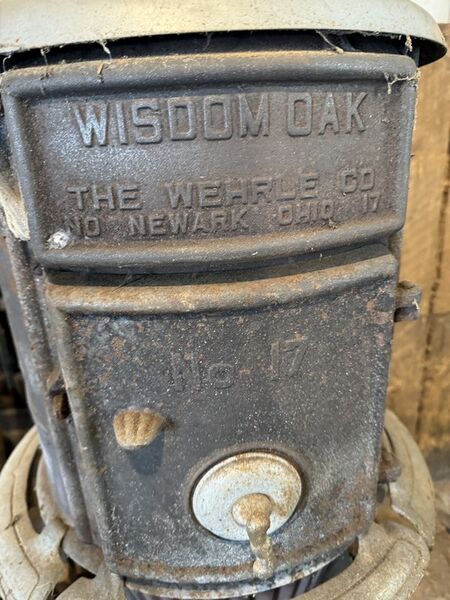 WISDOM OAK
THE WEHRLE CO
NO NEWARK OHIO 17
No 17